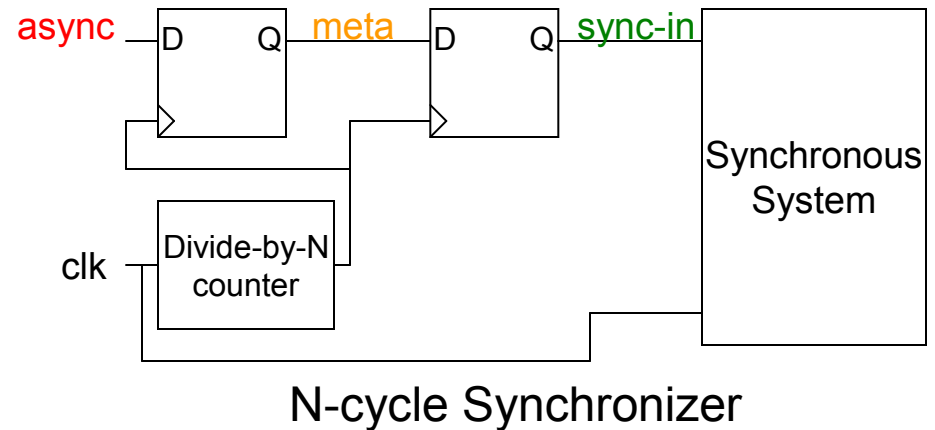 async
D
Q
meta
D
Q
sync-in
Synchronous
System
Divide-by-N
counter
clk
N-cycle Synchronizer